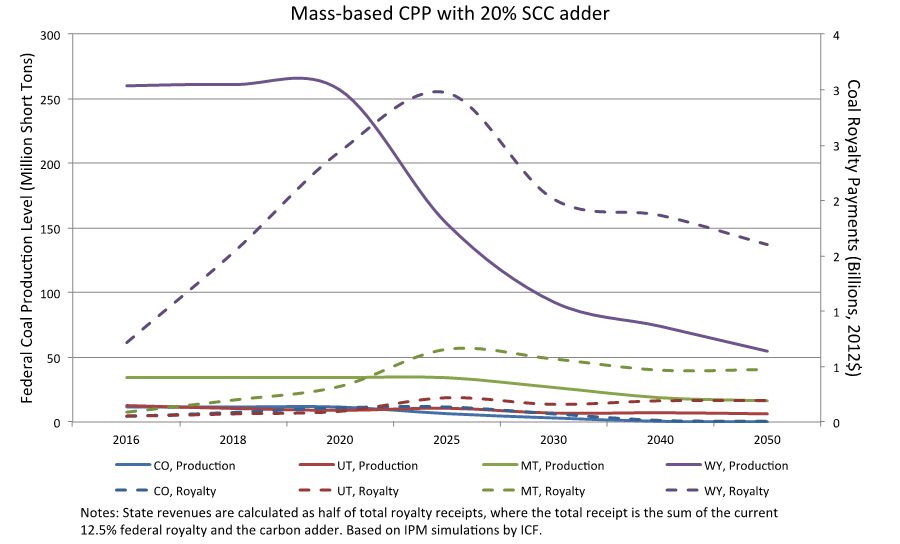 Mass-based CPP with 20% SCC adder
Federal Coal Production Level (Million Short Tons)
300
250
200
150
100
50
0
4
3
3
2
2
1
1
0
Coal Royalty Payments (Billions, 2012$)
2016 2018 2020 2025 2030 2040 2050
CO, Production UT, Production MT, Production WY, Production
CO, Royalty UT, Royalty MT, Royalty WY, Royalty
Notes: State revenues are calculated as half of total royalty receipts, where the total receipt is the sum of the current
12.5% federal royalty and the carbon adder. Based on IPM simulations by ICF.